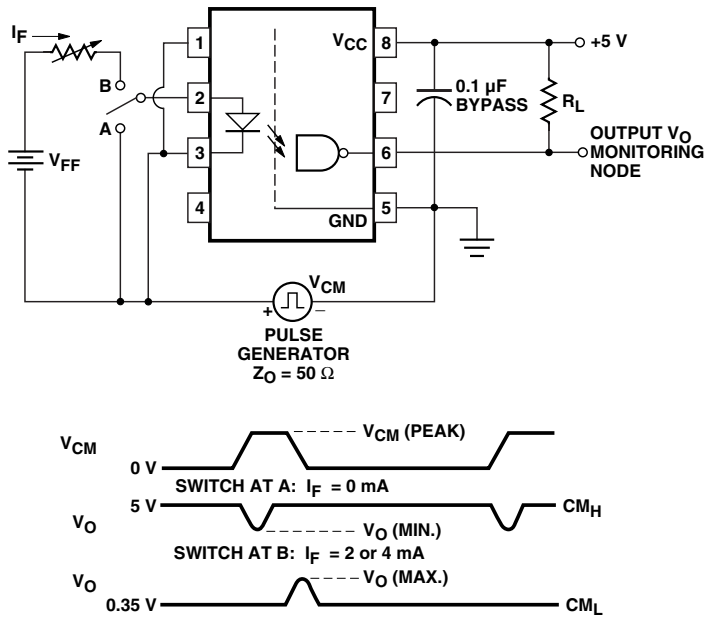 I_F
B
A
V_FF
1
2
3
4
V_CC
GND
8
7
6
5
0.1 µF
BYPASS
R_L
+5 V
OUTPUT V_O
MONITORING
NODE
V_CM
+
–
PULSE
GENERATOR
Z_O = 50 Ω
V_CM
V_CM (PEAK)
0 V
SWITCH AT A: I_F = 0 mA
5 V
CM_H
V_O
V_O (MIN.)
SWITCH AT B: I_F = 2 or 4 mA
V_O
V_O (MAX.)
0.35 V
CM_L